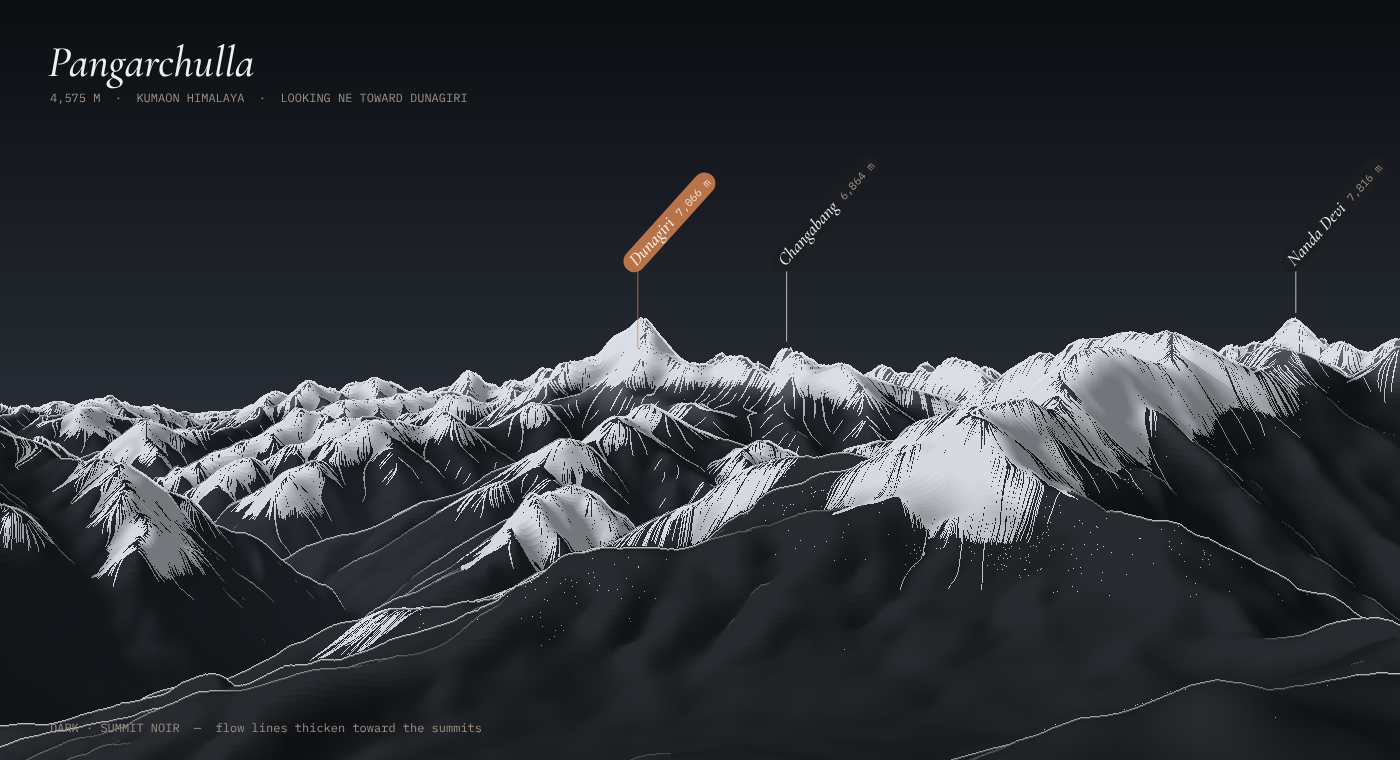 Pangarchulla
4,575 M · KUMAON HIMALAYA · LOOKING NE TOWARD DUNAGIRI
Dunagiri 7,066 m
Changabang 6,864 m
Nanda Devi 7,816 m
DARK · SUMMIT NOIR — flow lines thicken toward the summits